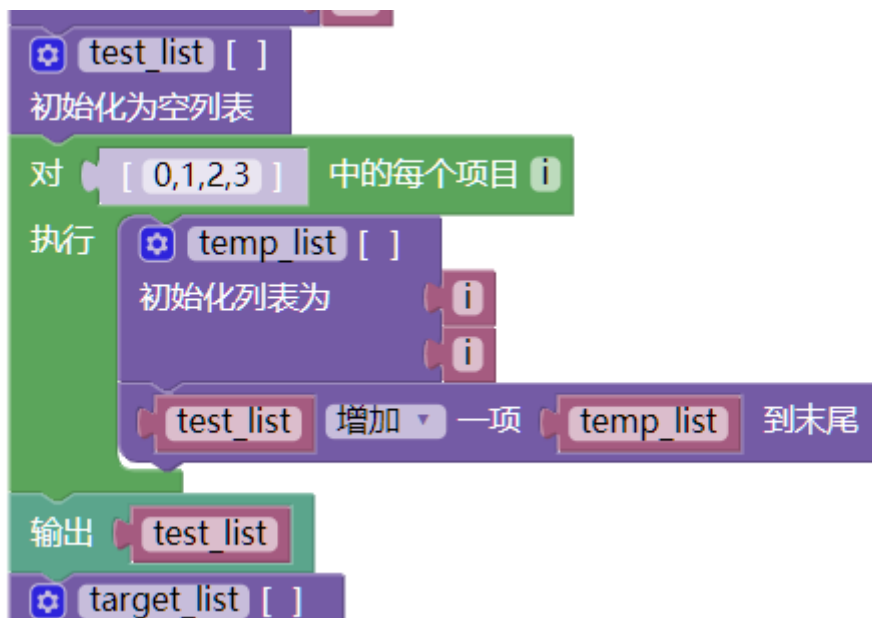 test_list [ ]
初始化为空列表
对 [ 0,1,2,3 ] 中的每个项目 i
执行 temp_list [ ]
初始化列表为 i
i
test_list 增加 一项 temp_list 到末尾
输出 test_list
target_list [ ]